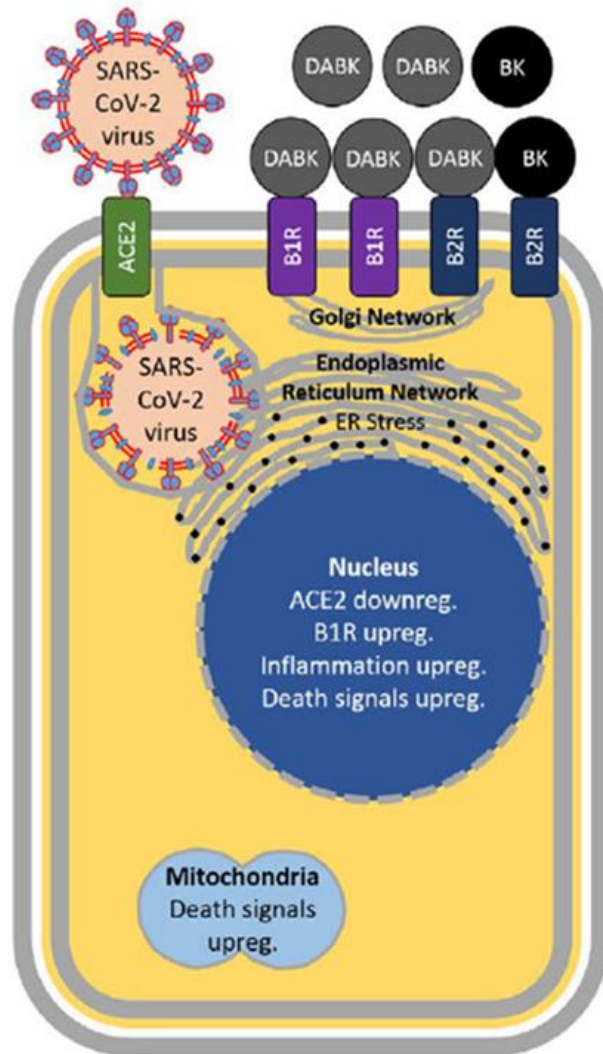 SARS-
CoV-2
virus
DABK
DABK
BK
DABK
DABK
DABK
BK
ACE2
B1R
B1R
B2R
B2R
Golgi Network
SARS-
CoV-2
virus
Endoplasmic
Reticulum Network
ER Stress
Nucleus
ACE2 downreg.
B1R upreg.
Inflammation upreg.
Death signals upreg.
Mitochondria
Death signals
upreg.